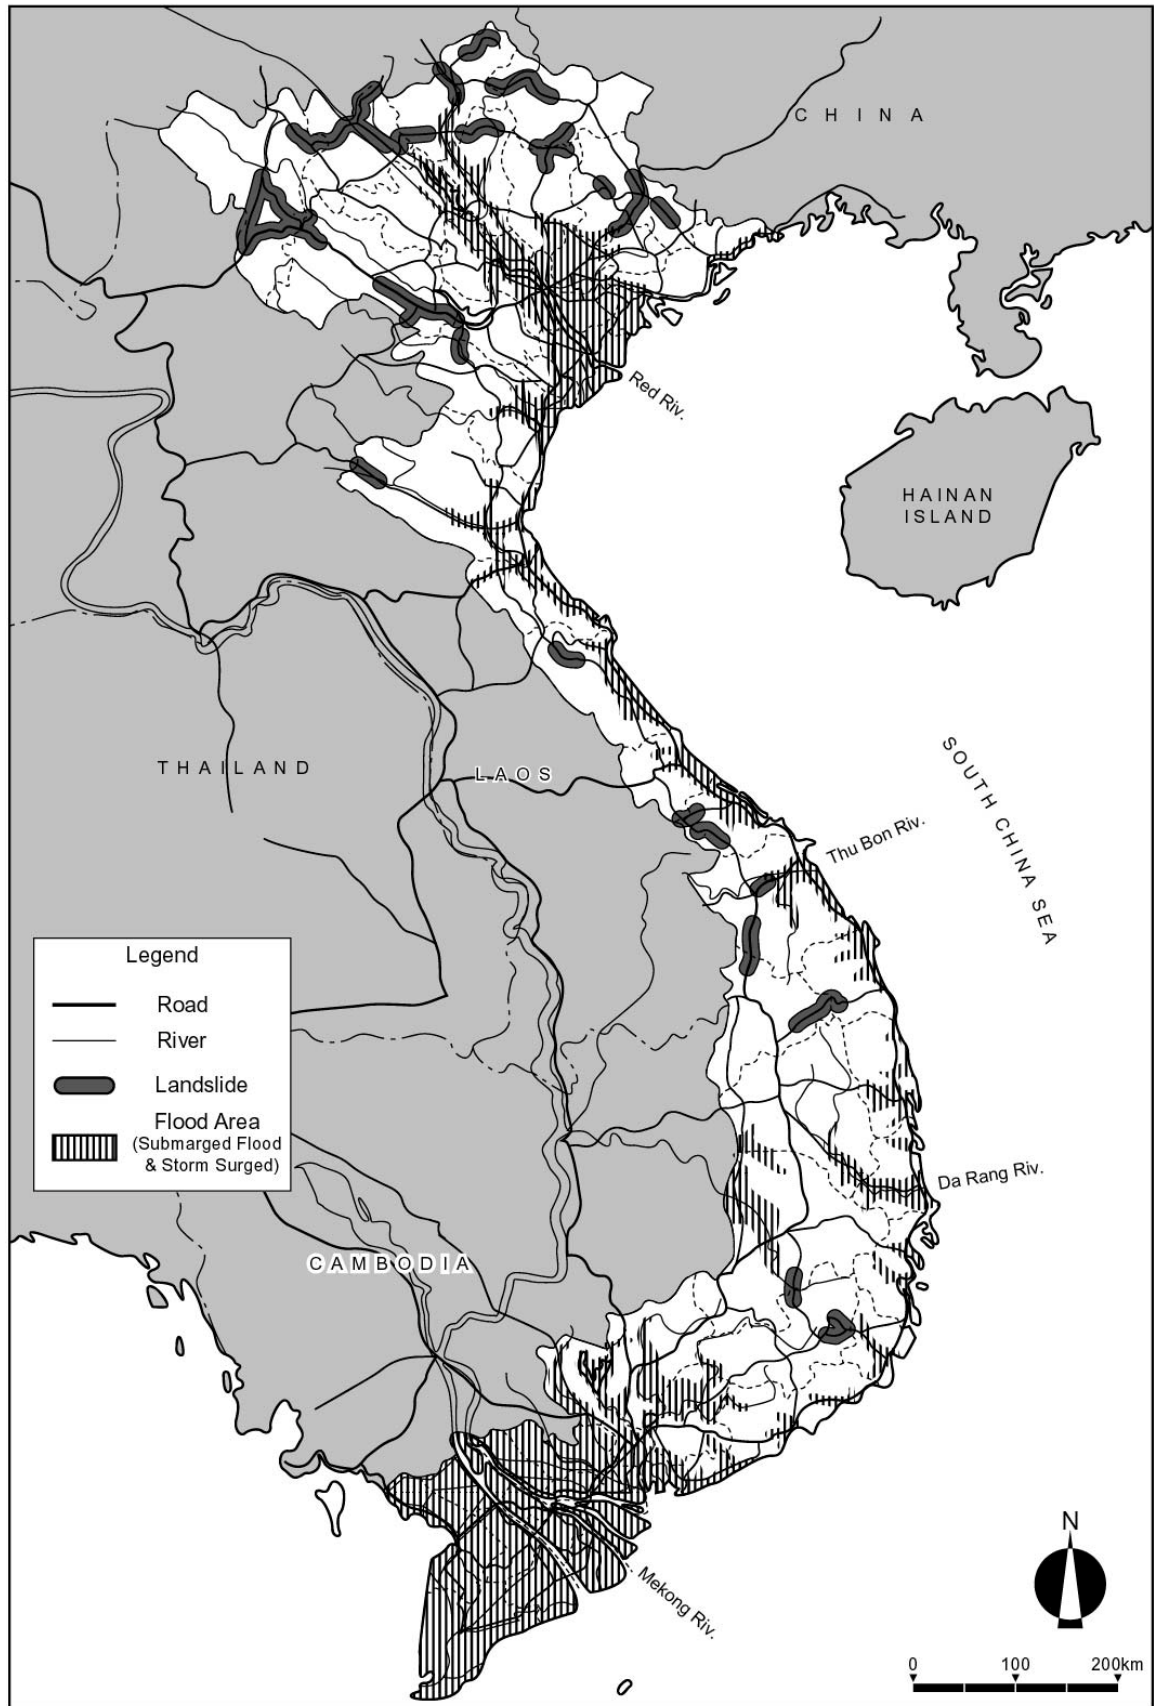 CHINA
Red Riv.
HAINAN
ISLAND
THAILAND
LAOS
SOUTH CHINA SEA
Thu Bon Riv.
Legend
Road
River
Landslide
Flood Area
(Submarged Flood
& Storm Surged)
Da Rang Riv.
CAMBODIA
Mekong Riv.
N
0 100 200km